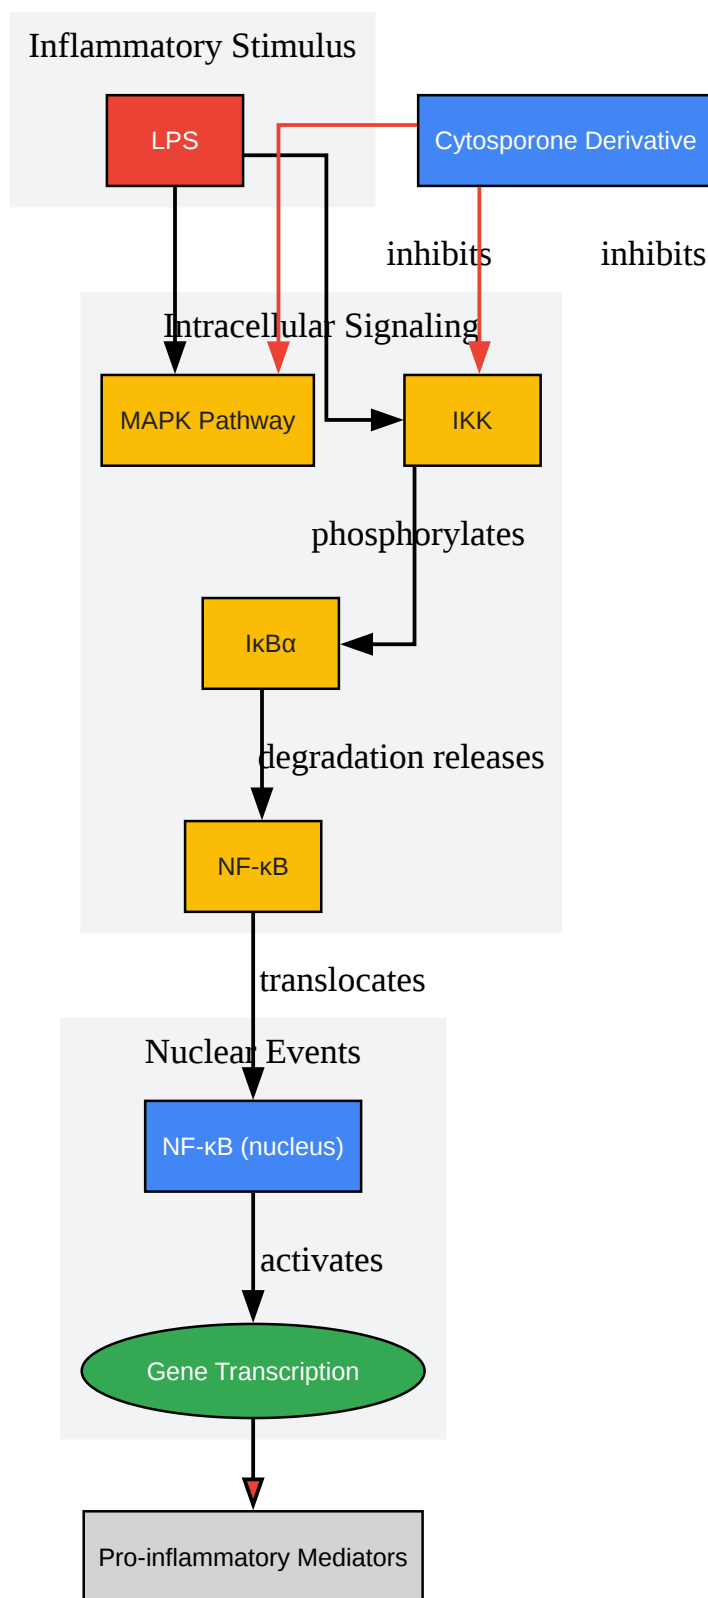 Inflammatory Stimulus
LPS
Cytosporone Derivative
inhibits
inhibits
Intracellular Signaling
MAPK Pathway
IKK
phosphorylates
IκBα
degradation releases
NF-κB
translocates
Nuclear Events
NF-κB (nucleus)
activates
Gene Transcription
Pro-inflammatory Mediators